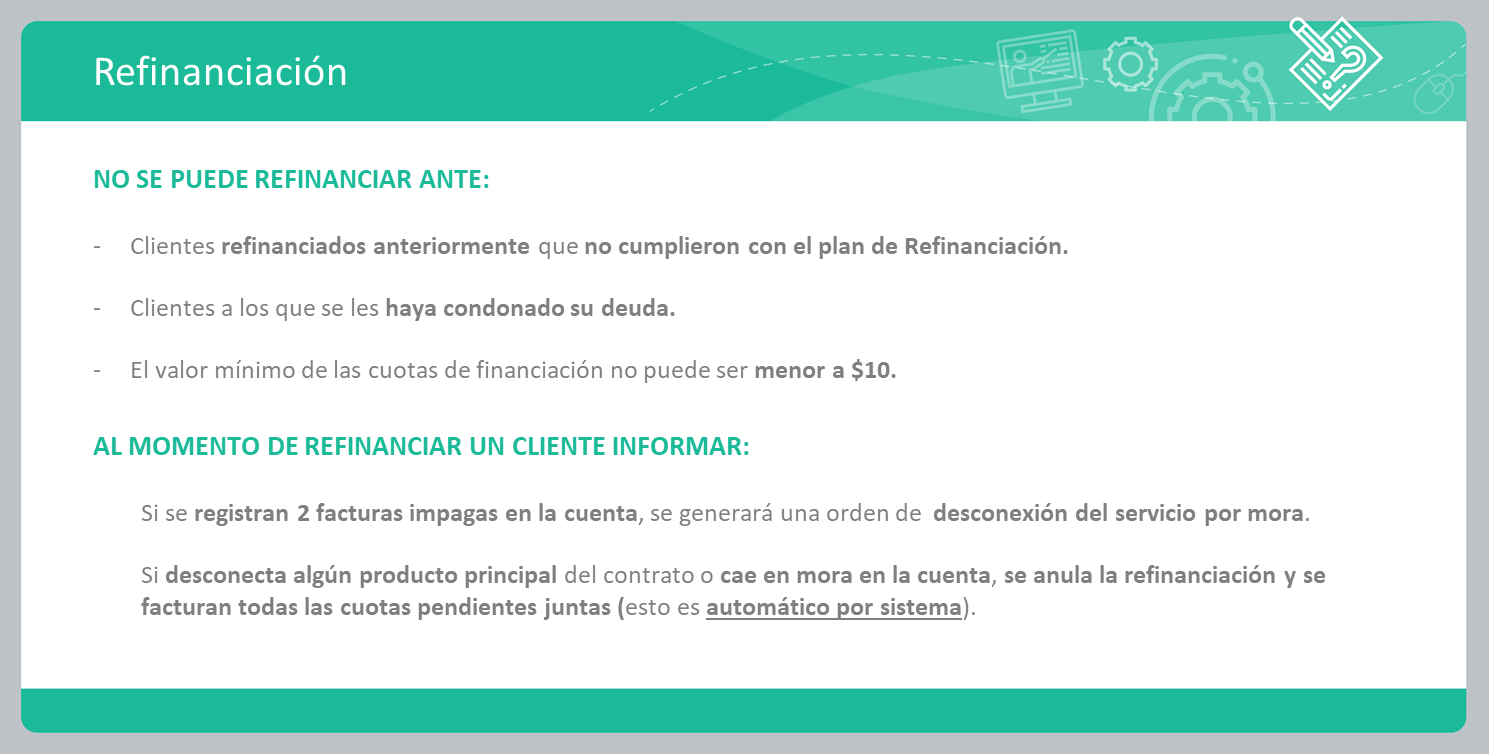 Refinanciación
NO SE PUEDE REFINANCIAR ANTE:
- Clientes refinanciados anteriormente que no cumplieron con el plan de Refinanciación.
- Clientes a los que se les haya condonado su deuda.
- El valor mínimo de las cuotas de financiación no puede ser menor a $10.
AL MOMENTO DE REFINANCIAR UN CLIENTE INFORMAR:
Si se registran 2 facturas impagas en la cuenta, se generará una orden de desconexión del servicio por mora.
Si desconecta algún producto principal del contrato o cae en mora en la cuenta, se anula la refinanciación y se
facturan todas las cuotas pendientes juntas (esto es automático por sistema).